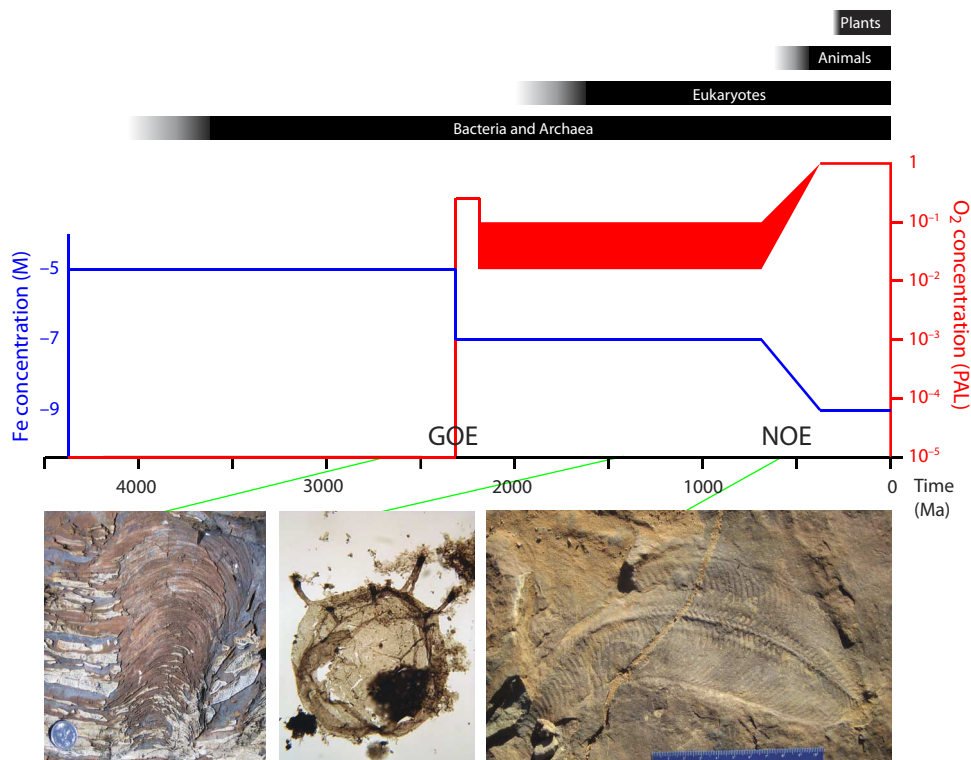 Plants
Animals
Eukaryotes
Bacteria and Archaea
Fe concentration (M)
–5
–7
–9
1
10⁻¹
10⁻²
10⁻³
10⁻⁴
10⁻⁵
O₂ concentration (PAL)
GOE
NOE
4000
3000
2000
1000
0
Time
(Ma)